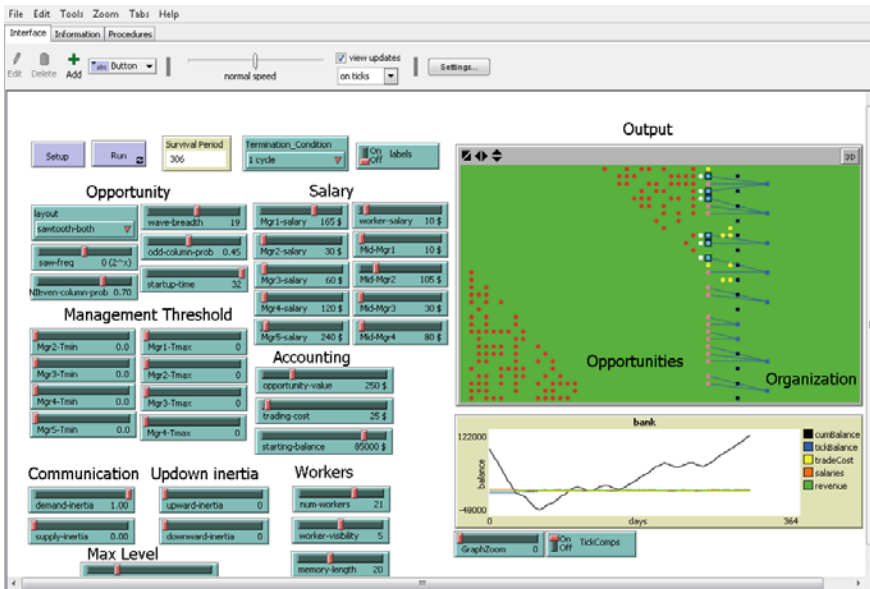 File Edit Tools Zoom Tabs Help
Interface Information Procedures
Edit Delete Add abc Button normal speed view updates on ticks Settings...
Output
Setup Run Survival Period 306 Termination_Condition 1 cycle On Off labels
3D
Opportunity
layout sawtooth-both
wave-breadth 19
saw-freq 0 (2^x)
odd-column-prob 0.45
even-column-prob 0.70
startup-time 32
Salary
Mgr1-salary 165 $
worker-salary 10 $
Mgr2-salary 30 $
Mid-Mgr1 10 $
Mgr3-salary 60 $
Mid-Mgr2 105 $
Mgr4-salary 120 $
Mid-Mgr3 30 $
Mgr5-salary 240 $
Mid-Mgr4 80 $
Management Threshold
Mgr2-Tmin 0.0
Mgr1-Tmax 0
Mgr3-Tmin 0.0
Mgr2-Tmax 0
Mgr4-Tmin 0.0
Mgr3-Tmax 0
Mgr5-Tmin 0.0
Mgr4-Tmax 0
Accounting
opportunity-value 250 $
trading-cost 25 $
starting-balance 85000 $
Opportunities
Organization
Communication
demand-inertia 1.00
supply-inertia 0.00
Updown inertia
upward-inertia 0
downward-inertia 0
Workers
num-workers 21
worker-visibility 5
memory-length 20
Max Level
bank
122000
balance
-48000
0 days 364
cumBalance
tickBalance
tradeCost
salaries
revenue
GraphZoom 0
On Off TickComps